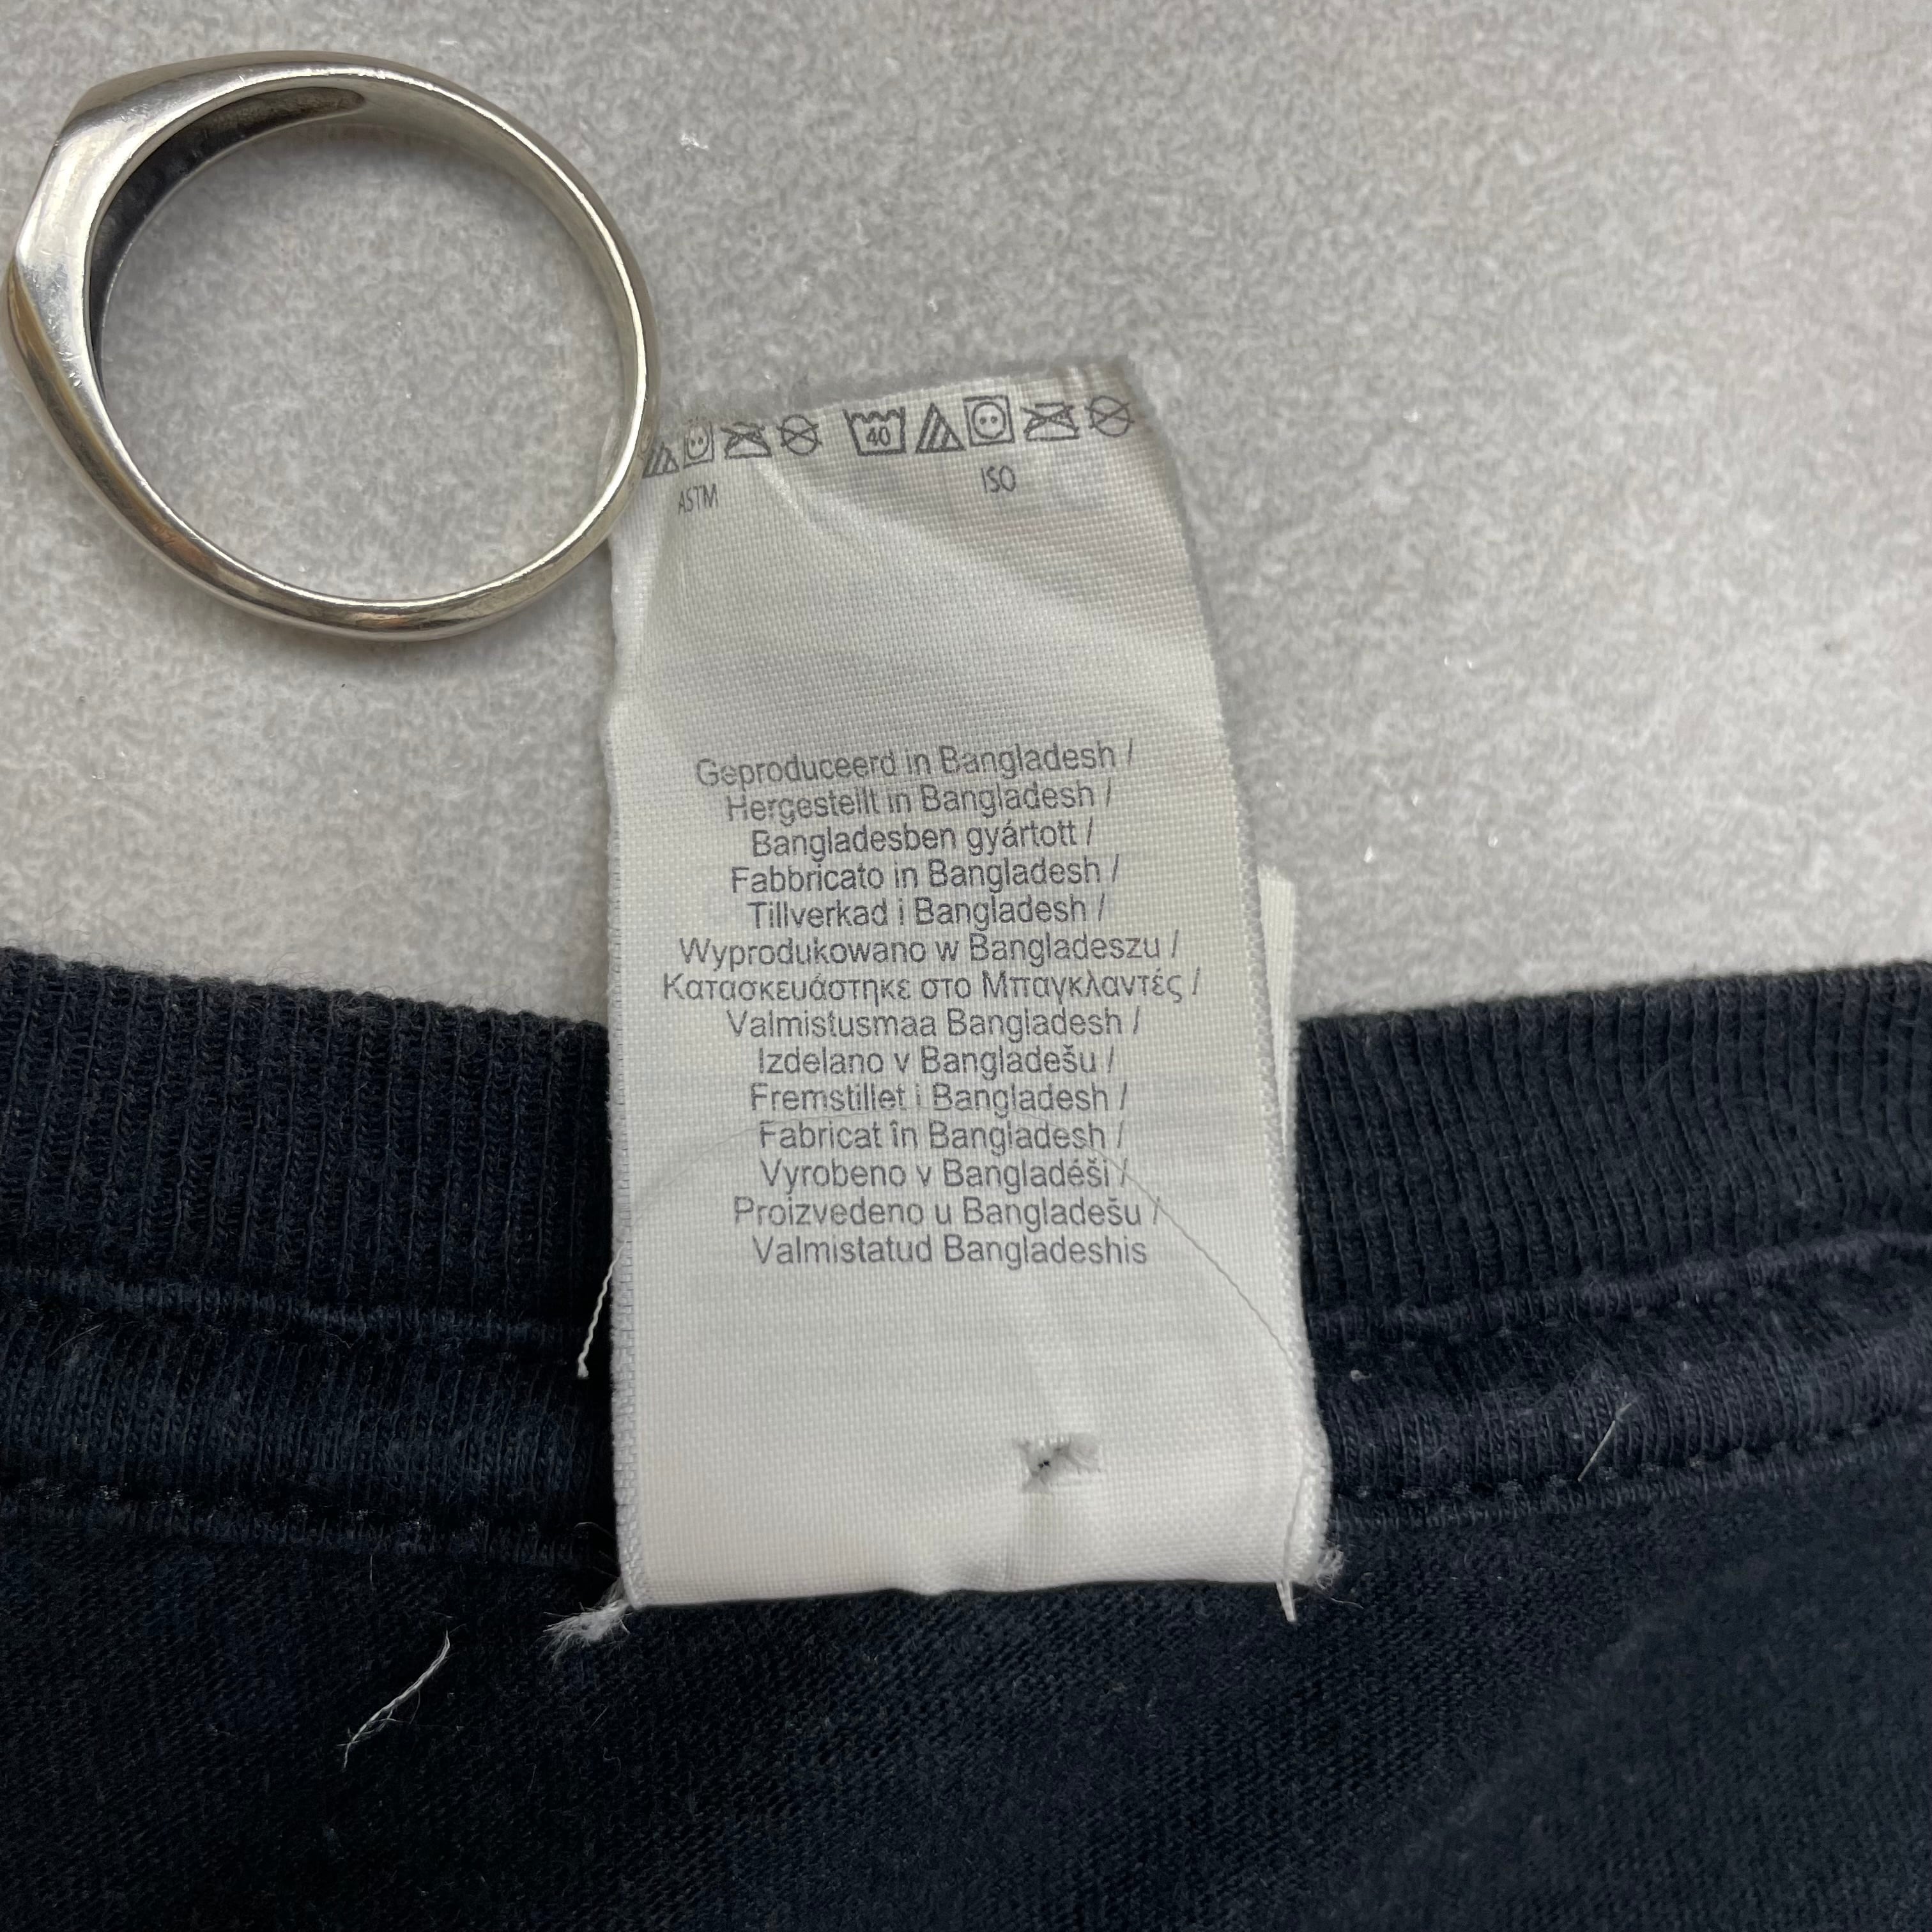 40
ASTM ISO
Geproduceerd in Bangladesh /
Hergestellt in Bangladesh /
Bangladesben gyártott /
Fabbricato in Bangladesh /
Tillverkad i Bangladesh /
Wyprodukowano w Bangladeszu /
Κατασκευάστηκε στο Μπαγκλαντές /
Valmistusmaa Bangladesh /
Izdelano v Bangladešu /
Fremstillet i Bangladesh /
Fabricat în Bangladesh /
Vyrobeno v Bangladéši /
Proizvedeno u Bangladešu /
Valmistatud Bangladeshis